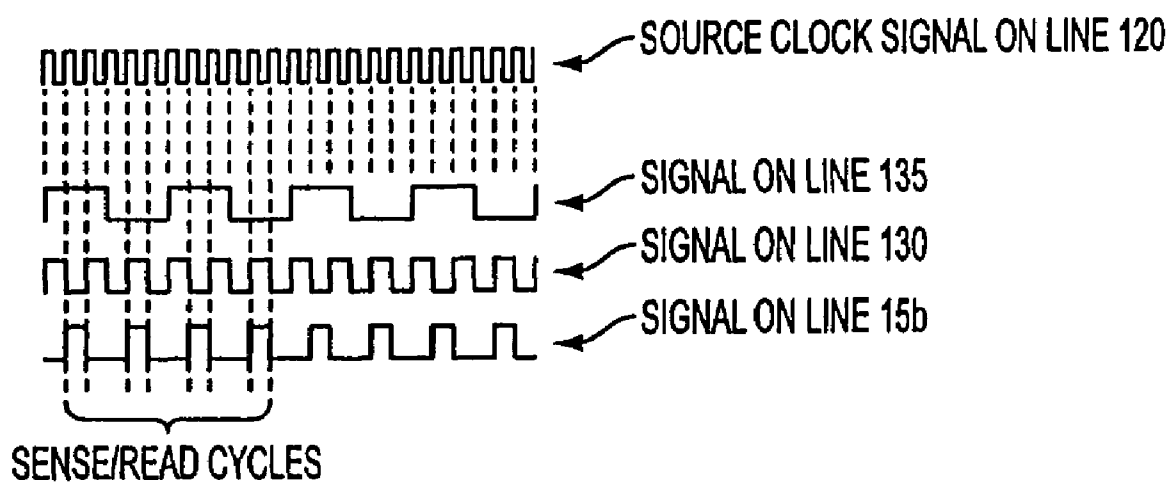 SOURCE CLOCK SIGNAL ON LINE 120
SIGNAL ON LINE 135
SIGNAL ON LINE 130
SIGNAL ON LINE 15b
SENSE/READ CYCLES